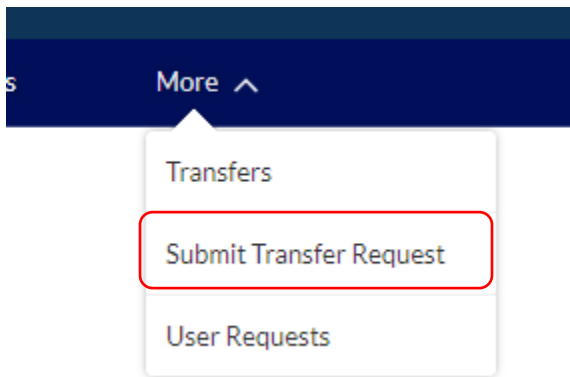 s
More
Transfers
Submit Transfer Request
User Requests